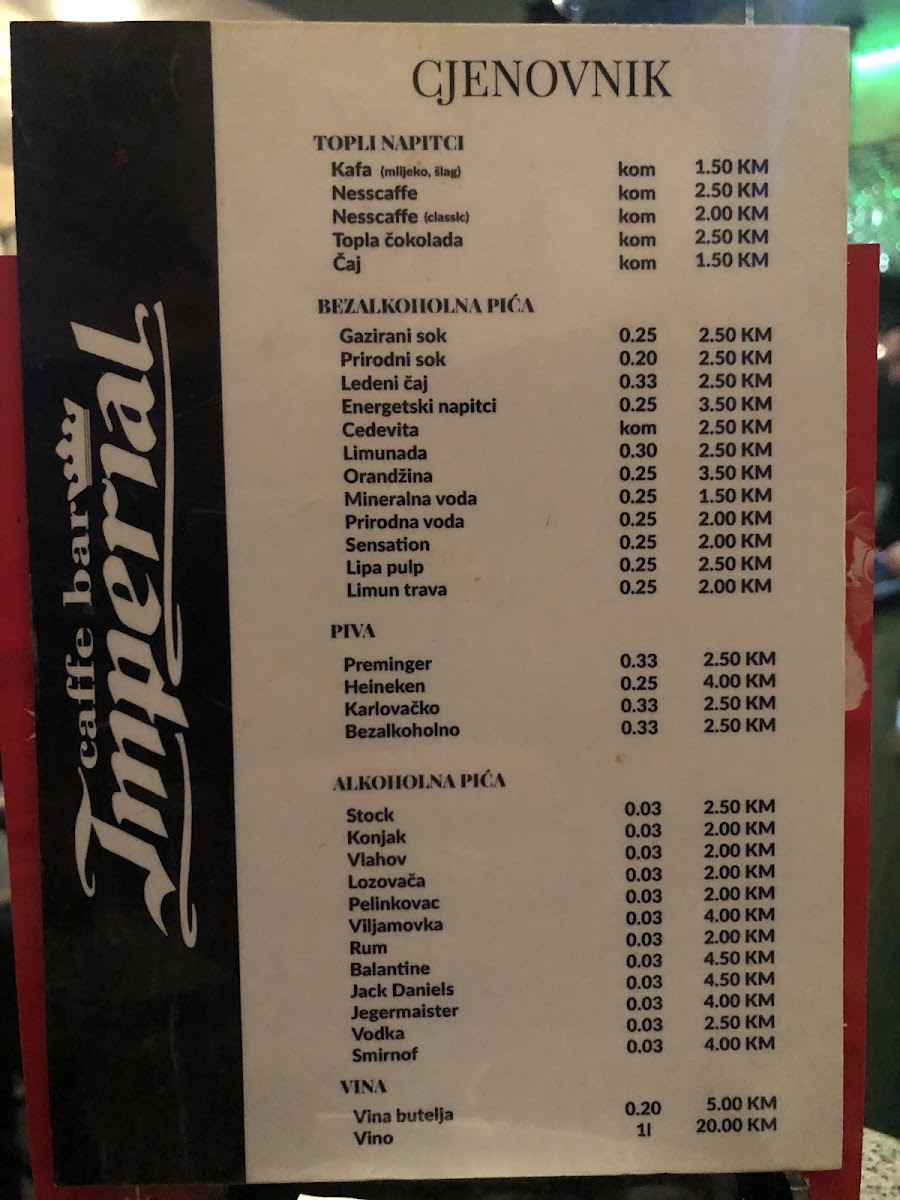 caffe bar
Imperial
CJENOVNIK
TOPLI NAPITCI
Kafa (mlijeko, šlag) kom 1.50 KM
Nesscaffe kom 2.50 KM
Nesscaffe (classic) kom 2.00 KM
Topla čokolada kom 2.50 KM
Čaj kom 1.50 KM
BEZALKOHOLNA PIĆA
Gazirani sok 0.25 2.50 KM
Prirodni sok 0.20 2.50 KM
Ledeni čaj 0.33 2.50 KM
Energetski napitci 0.25 3.50 KM
Cedevita kom 2.50 KM
Limunada 0.30 2.50 KM
Orandžina 0.25 3.50 KM
Mineralna voda 0.25 1.50 KM
Prirodna voda 0.25 2.00 KM
Sensation 0.25 2.00 KM
Lipa pulp 0.25 2.50 KM
Limun trava 0.25 2.00 KM
PIVA
Preminger 0.33 2.50 KM
Heineken 0.25 4.00 KM
Karlovačko 0.33 2.50 KM
Bezalkoholno 0.33 2.50 KM
ALKOHOLNA PIĆA
Stock 0.03 2.50 KM
Konjak 0.03 2.00 KM
Vlahov 0.03 2.00 KM
Lozovača 0.03 2.00 KM
Pelinkovac 0.03 2.00 KM
Viljamovka 0.03 4.00 KM
Rum 0.03 2.00 KM
Balantine 0.03 4.50 KM
Jack Daniels 0.03 4.50 KM
Jegermaister 0.03 4.00 KM
Vodka 0.03 2.50 KM
Smirnof 0.03 4.00 KM
VINA
Vina butelja 0.20 5.00 KM
Vino 1l 20.00 KM